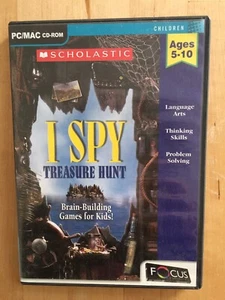 PC/MAC CD-ROM
CHILDREN
SCHOLASTIC
Ages
5-10
I SPY
TREASURE HUNT
Brain-Building
Games for Kids!
Language
Arts
Thinking
Skills
Problem
Solving
FOCUS